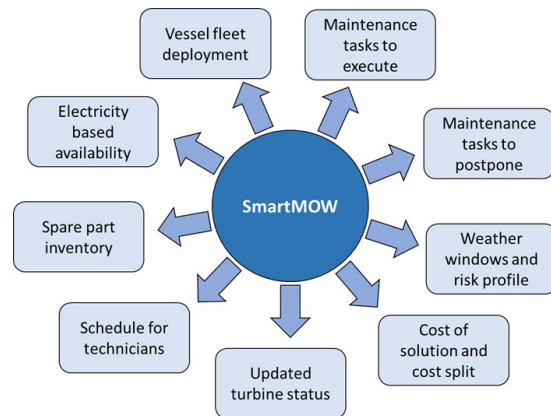 Vessel fleet
deployment
Maintenance
tasks to
execute
Electricity
based
availability
Maintenance
tasks to
postpone
SmartMOW
Spare part
inventory
Weather
windows and
risk profile
Schedule for
technicians
Updated
turbine status
Cost of
solution and
cost split